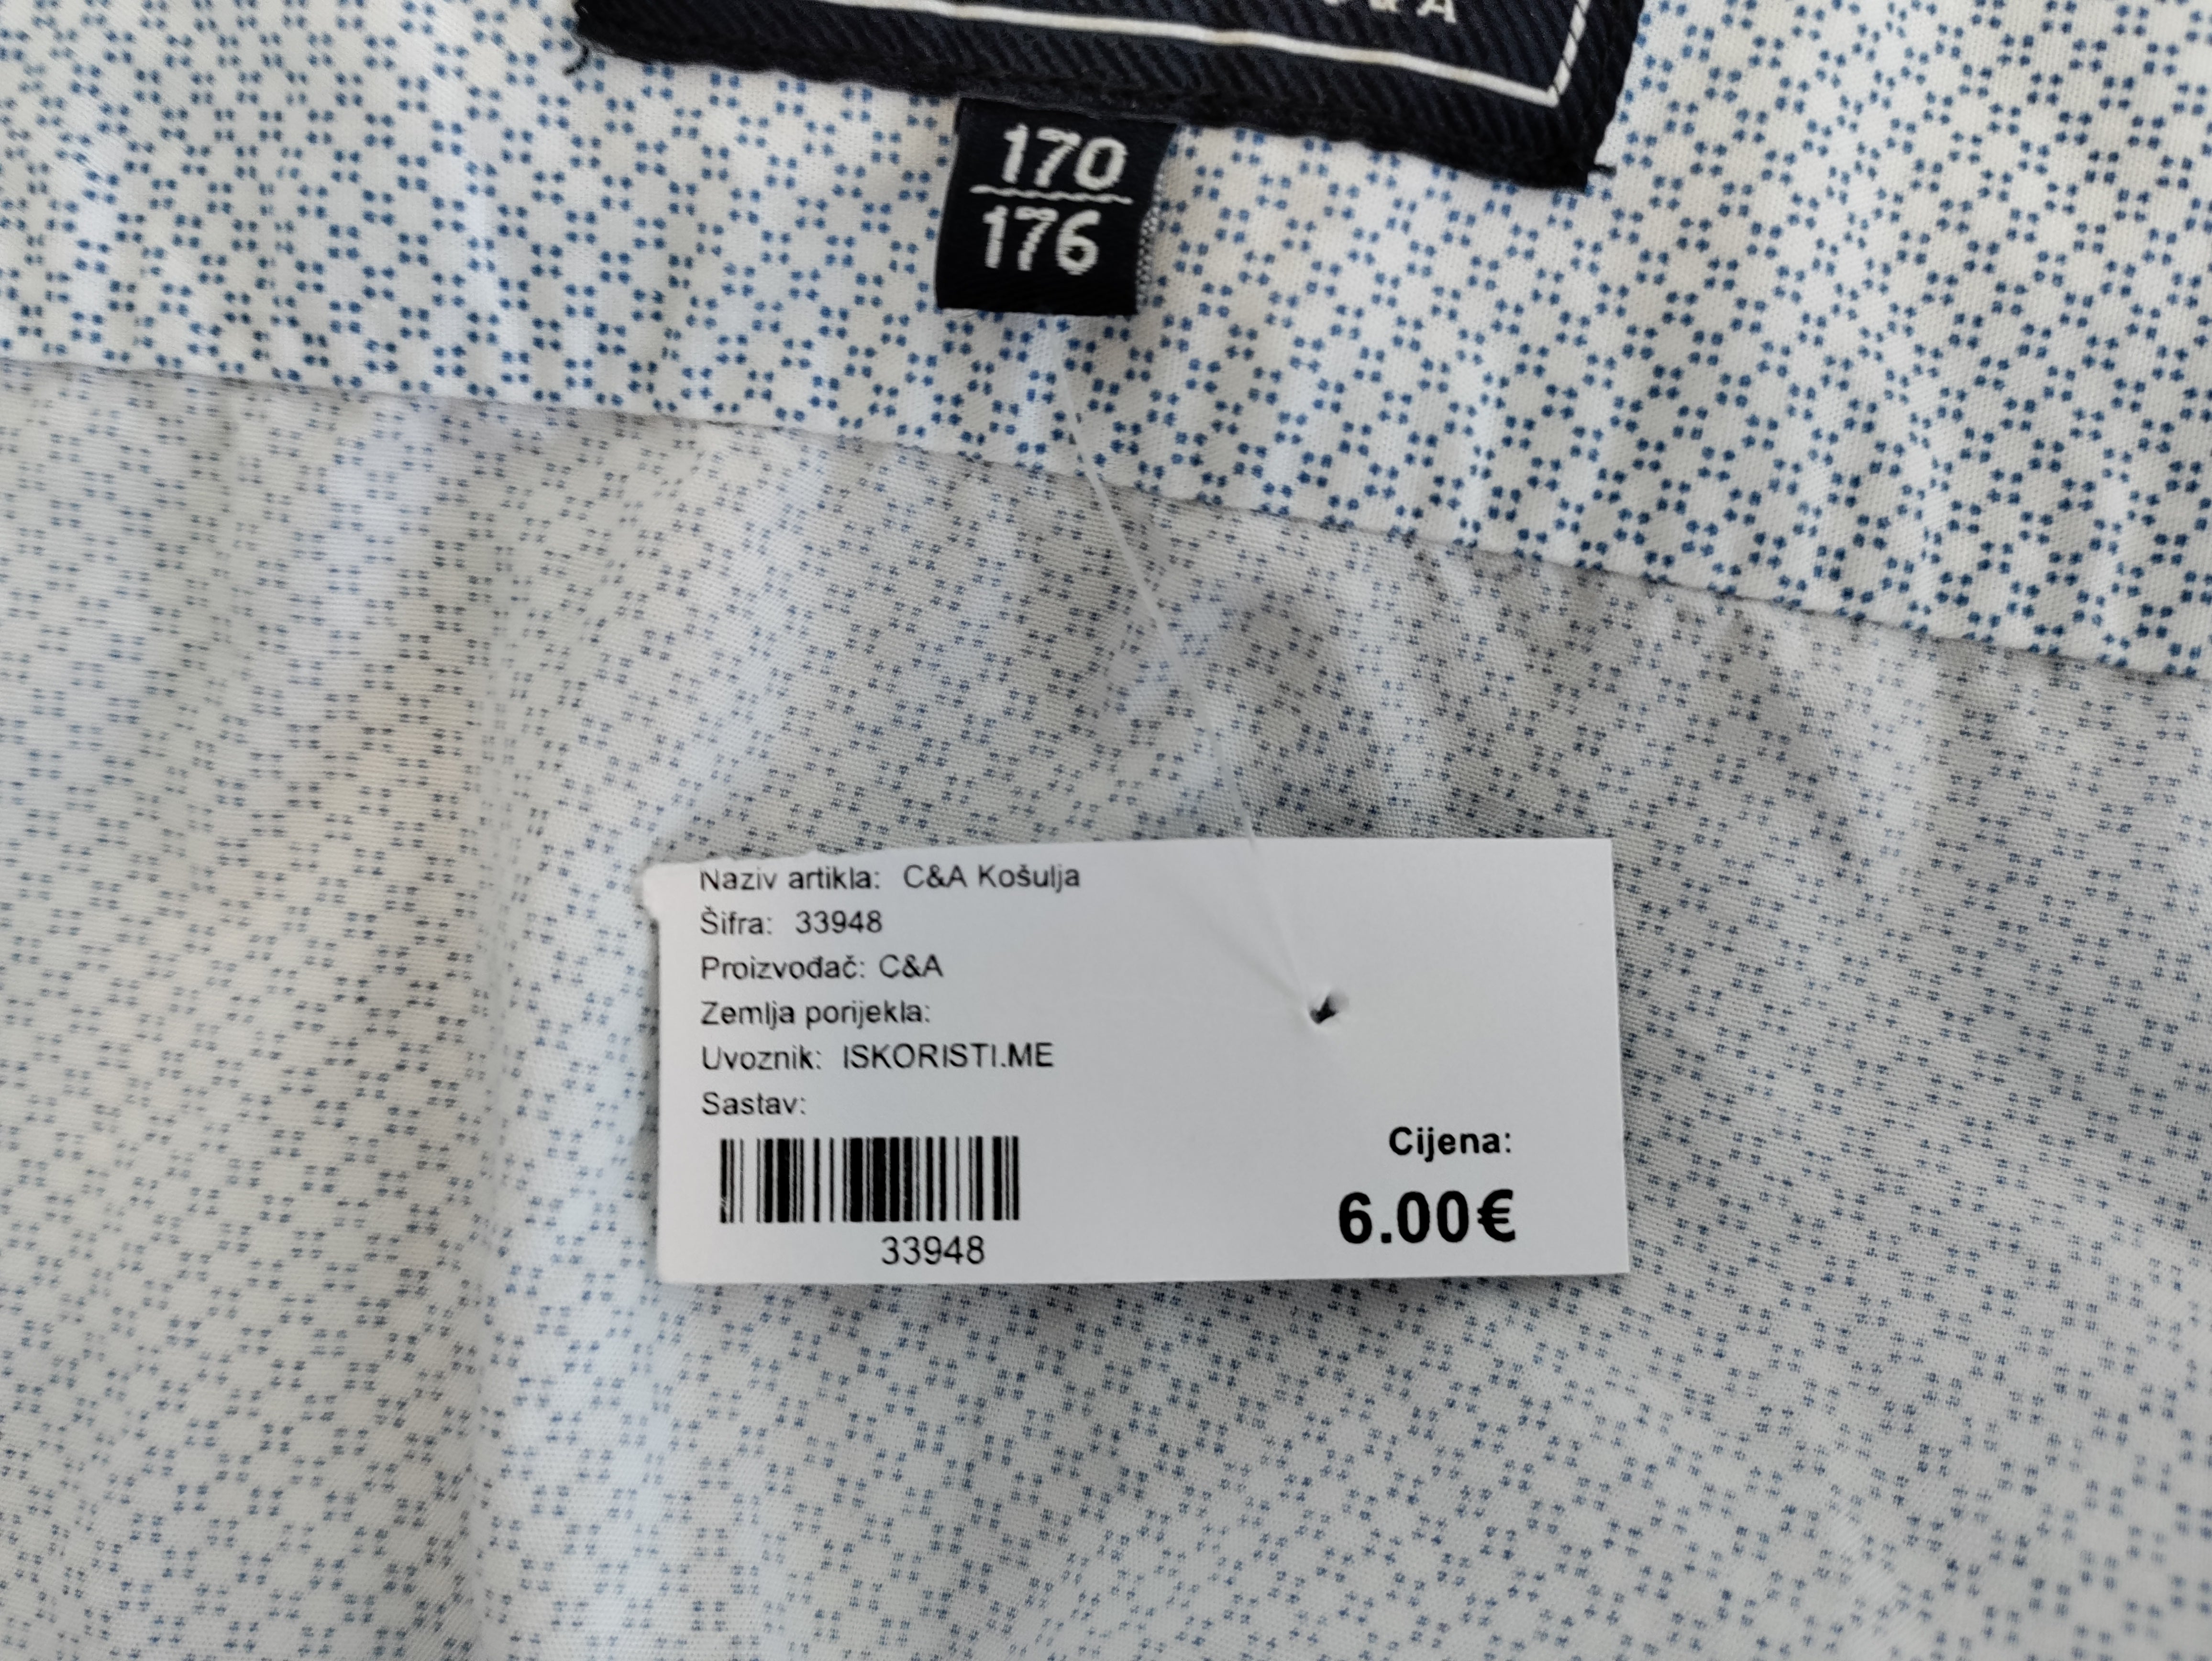 170
176
Naziv artikla: C&A Košulja
Šifra: 33948
Proizvođač: C&A
Zemlja porijekla:
Uvoznik: ISKORISTI.ME
Sastav:
33948
Cijena:
6.00€